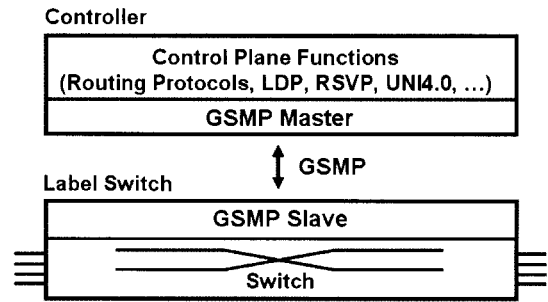 Controller
Control Plane Functions
(Routing Protocols, LDP, RSVP, UNI4.0, ...)
GSMP Master
GSMP
Label Switch
GSMP Slave
Switch